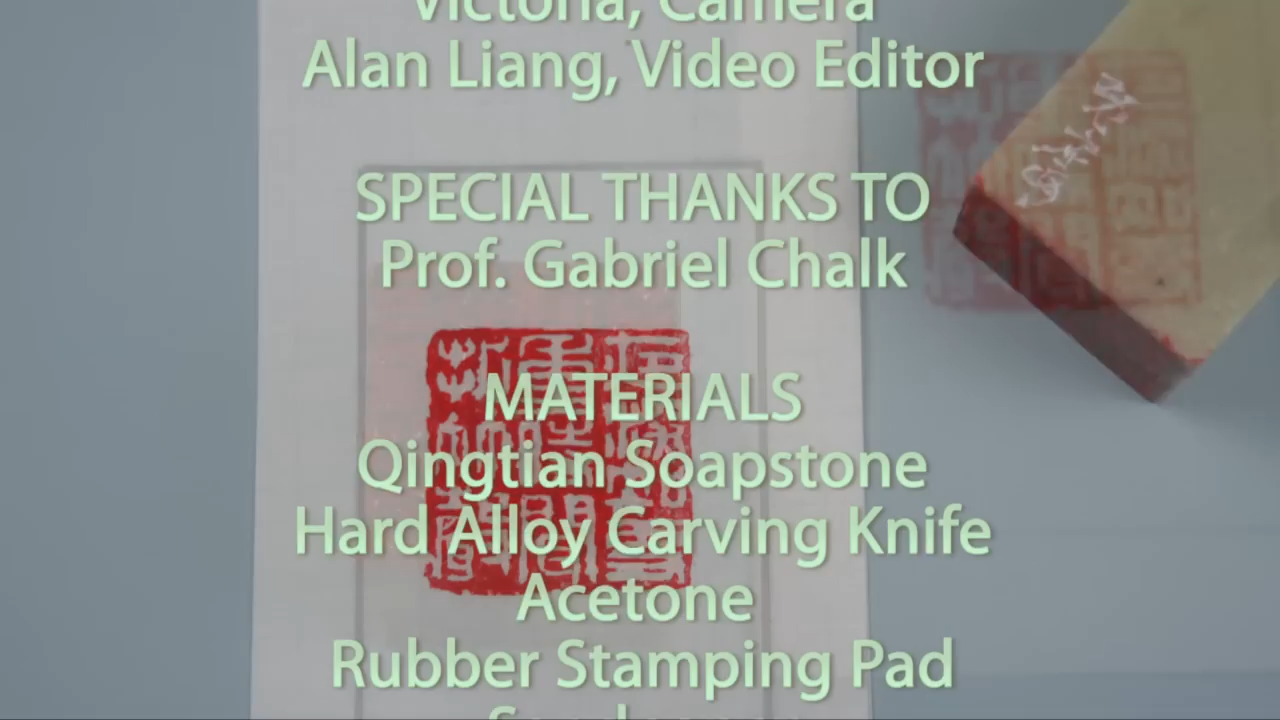 Victoria, Camera
Alan Liang, Video Editor
SPECIAL THANKS TO
Prof. Gabriel Chalk
MATERIALS
Qingtian Soapstone
Hard Alloy Carving Knife
Acetone
Rubber Stamping Pad